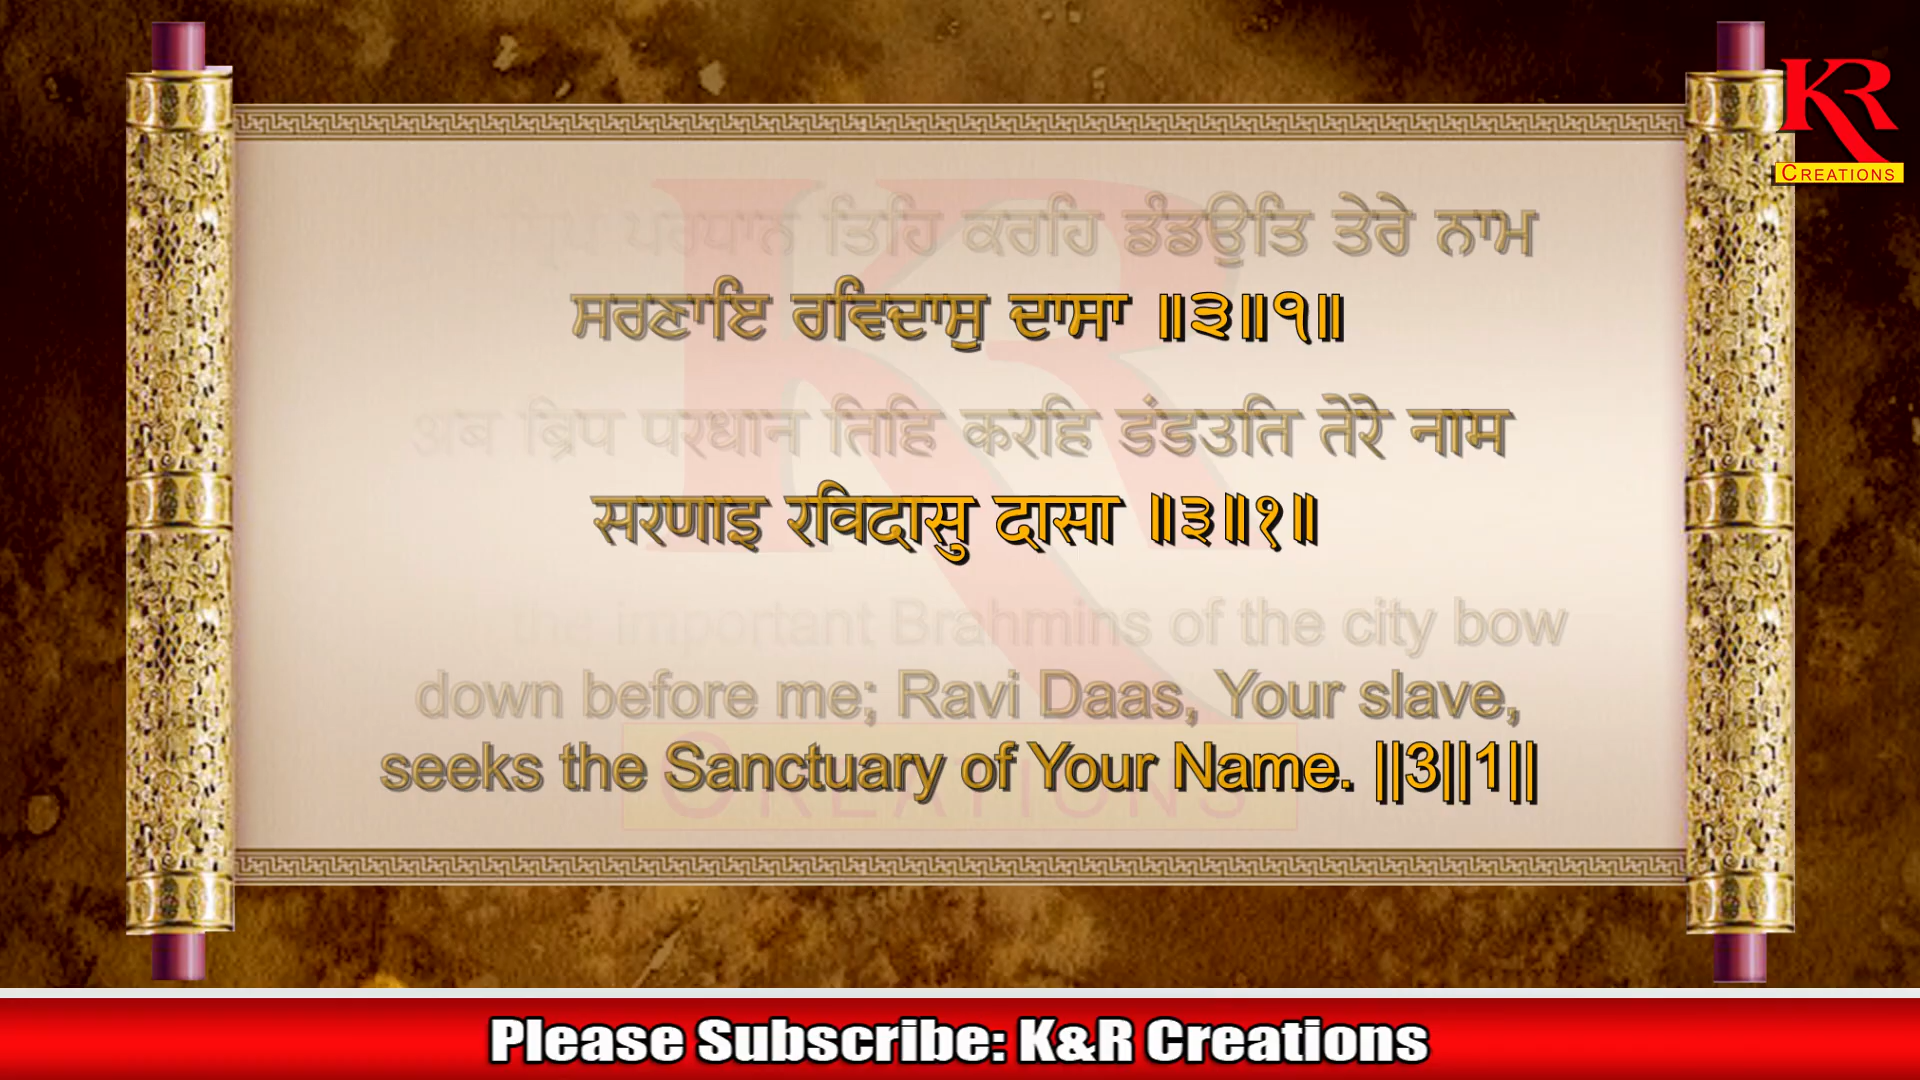 KR
CREATIONS
ਬਿਪ੍ਰ ਪਰਧਾਨ ਤਿਹਿ ਕਰਹਿ ਡੰਡਉਤਿ ਤੇਰੇ ਨਾਮ
ਸਰਣਾਇ ਰਵਿਦਾਸੁ ਦਾਸਾ ॥੩॥੧॥
अब बिप्र परधान तिहि करहि डंडउति तेरे नाम
सरणाइ रविदासु दासा ॥३॥१॥
the important Brahmins of the city bow
down before me; Ravi Daas, Your slave,
seeks the Sanctuary of Your Name. ||3||1||
Please Subscribe: K&R Creations